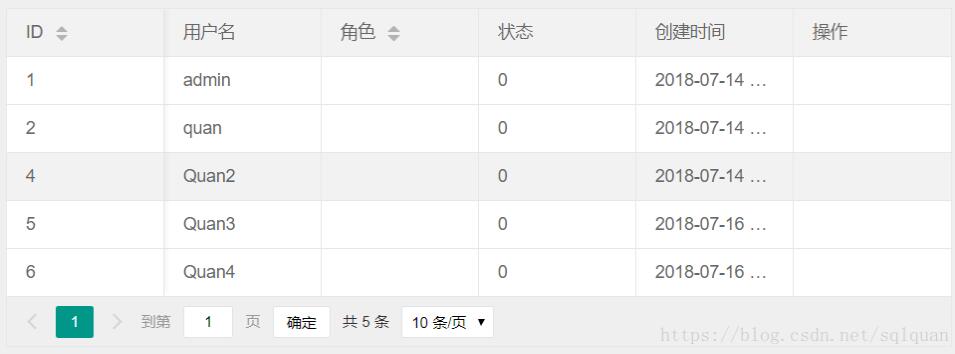 ID 用户名 角色 状态 创建时间 操作
1 admin 0 2018-07-14 ...
2 quan 0 2018-07-14 ...
4 Quan2 0 2018-07-14 ...
5 Quan3 0 2018-07-16 ...
6 Quan4 0 2018-07-16 ...
1 到第 1 页 确定 共 5 条 10 条/页
https://blog.csdn.net/sqlquan